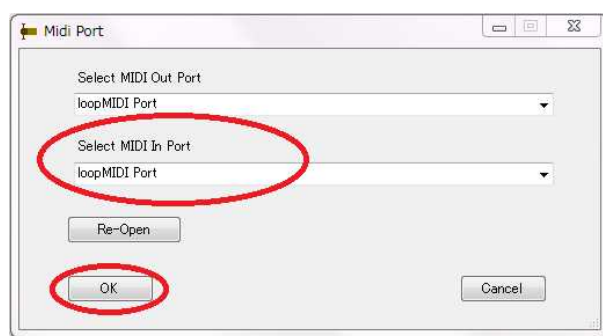 Midi Port
Select MIDI Out Port
loopMIDI Port
Select MIDI In Port
loopMIDI Port
Re-Open
OK
Cancel